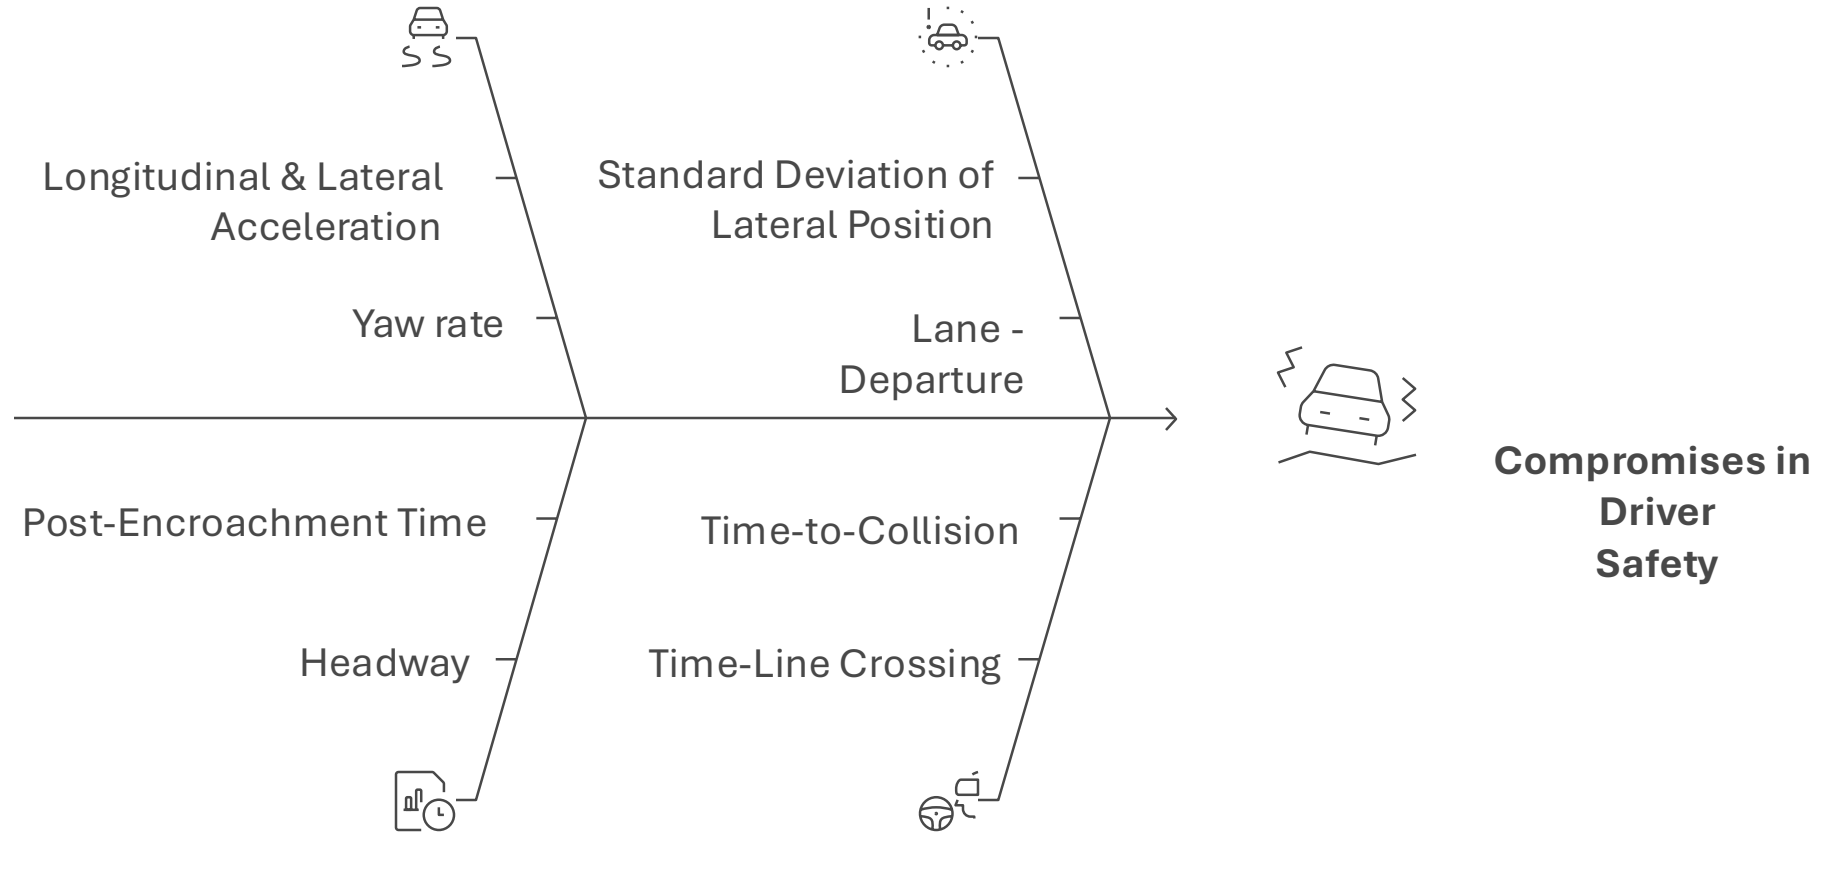 Longitudinal & Lateral
Acceleration
Yaw rate
Standard Deviation of
Lateral Position
Lane -
Departure
Post-Encroachment Time
Headway
Time-to-Collision
Time-Line Crossing
Compromises in
Driver
Safety